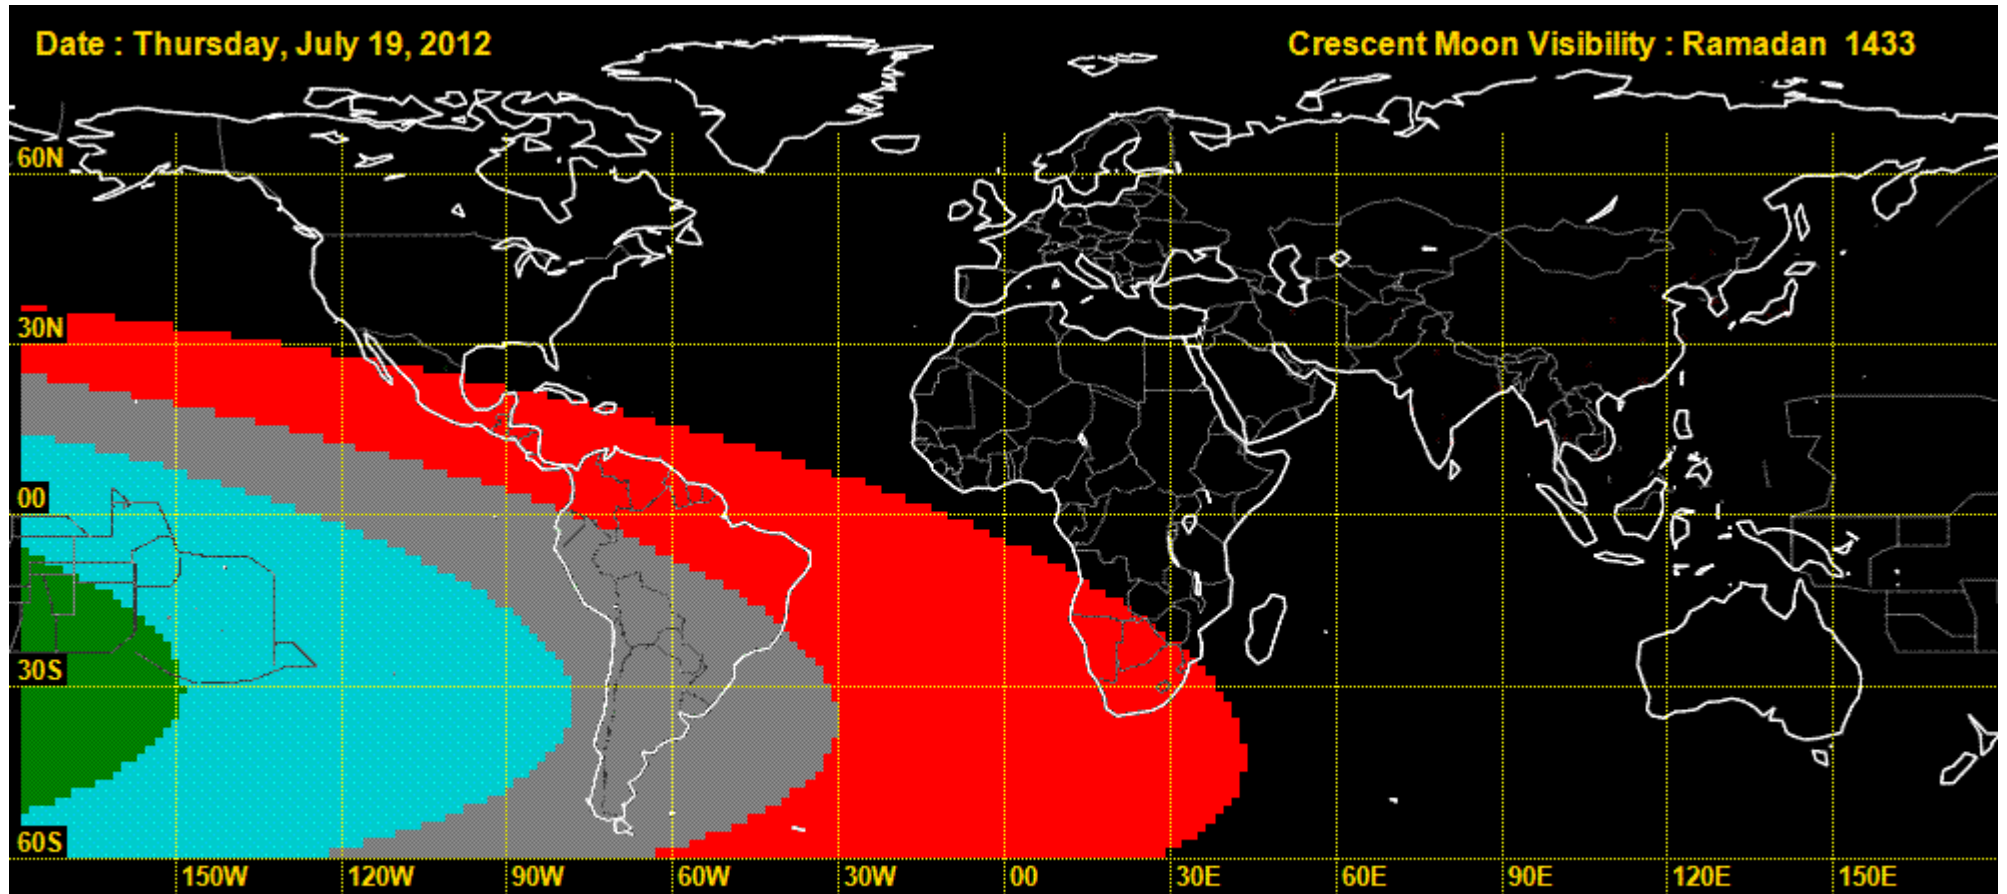 Date : Thursday, July 19, 2012
Crescent Moon Visibility : Ramadan  1433
60N
30N
00
30S
60S
150W 120W 90W 60W 30W 00 30E 60E 90E 120E 150E